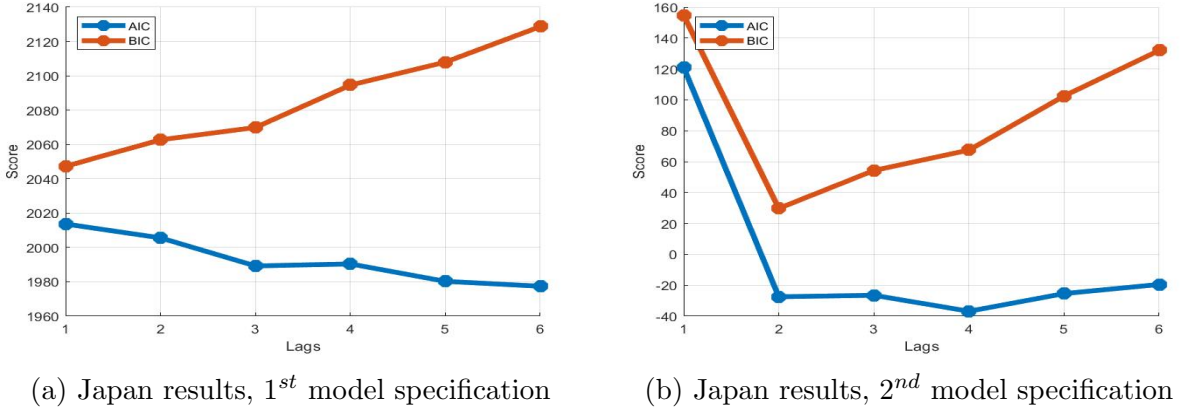 2140
2120
2100
2080
2060
2040
2020
2000
1980
1960
Score
AIC
BIC
1 2 3 4 5 6
Lags
(a) Japan results, 1st model specification
160
140
120
100
80
60
40
20
0
-20
-40
Score
AIC
BIC
1 2 3 4 5 6
Lags
(b) Japan results, 2nd model specification